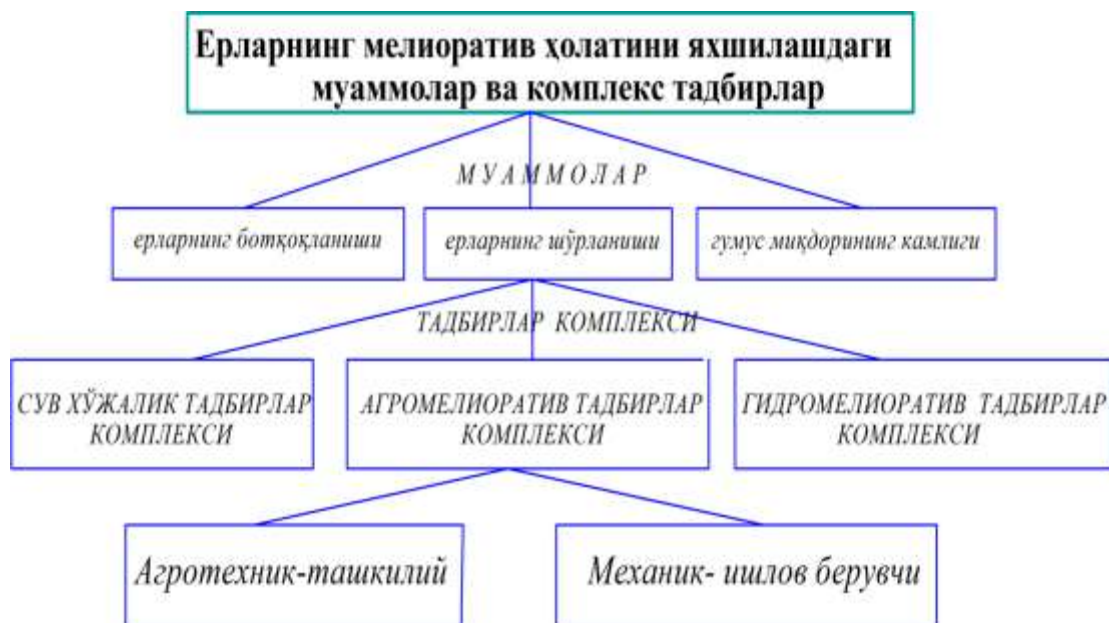 Ерларнинг мелиоратив ҳолатини яхшилашдаги
муаммолар ва комплекс тадбирлар
МУАММОЛАР
ерларнинг ботқоқланиши
ерларнинг шўрланиши
гумус миқдорининг камлиги
ТАДБИРЛАР КОМПЛЕКСИ
СУВ ХЎЖАЛИК ТАДБИРЛАР
КОМПЛЕКСИ
АГРОМЕЛИОРАТИВ ТАДБИРЛАР
КОМПЛЕКСИ
ГИДРОМЕЛИОРАТИВ ТАДБИРЛАР
КОМПЛЕКСИ
Агротехник-ташкилий
Механик- ишлов берувчи